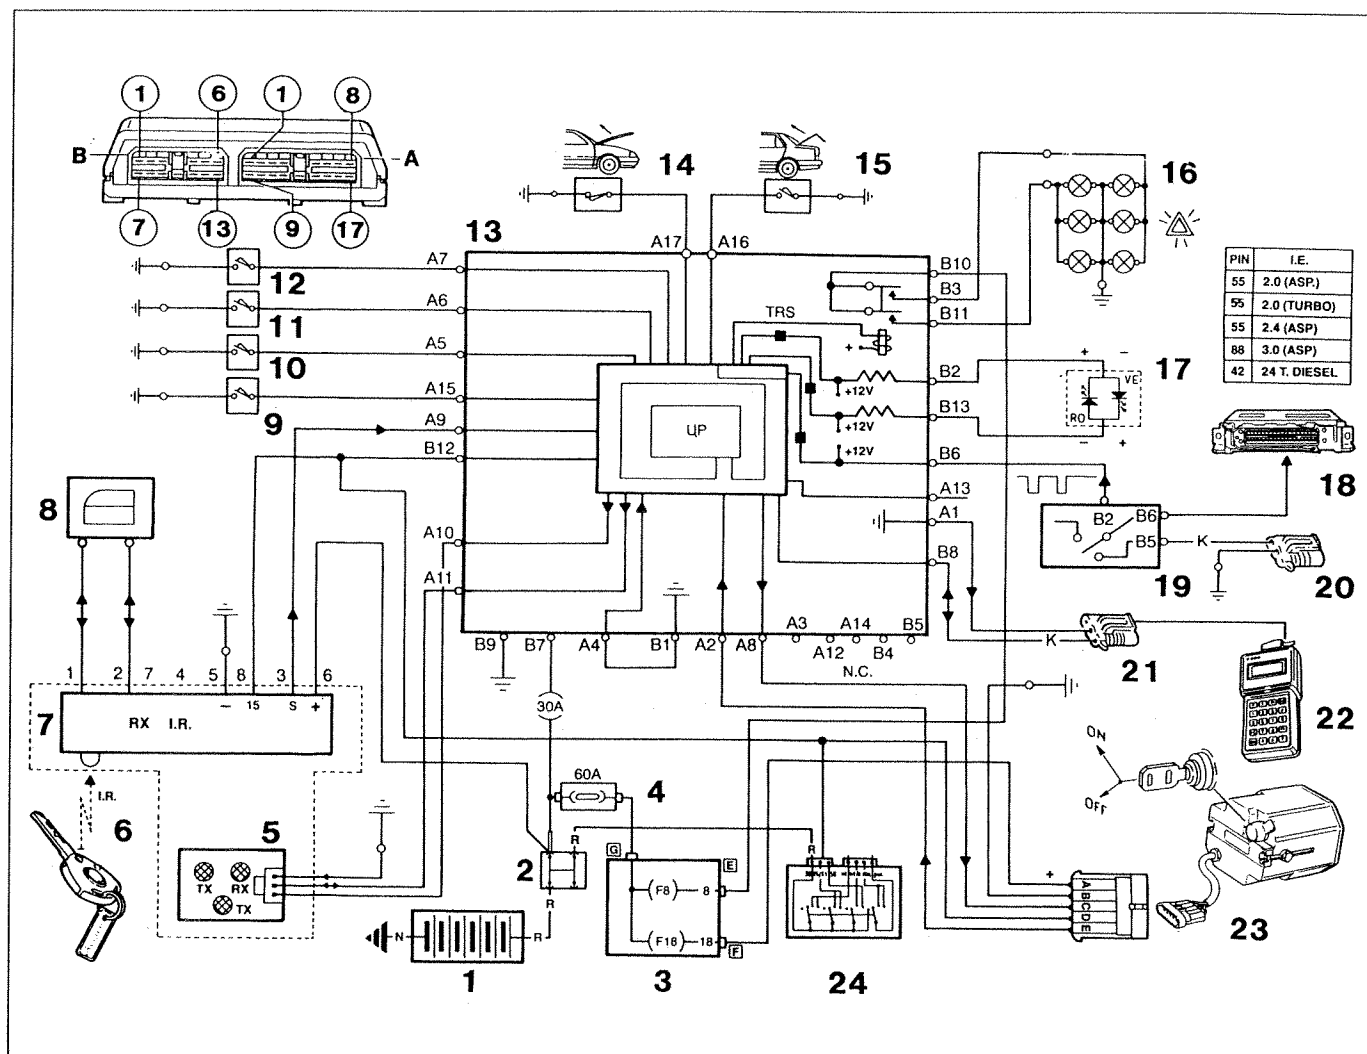 1 6 1 8
B A
7 13 9 17
14 15 16
13
A17 A16
12 A7
11 A6
10 A5
9 A15
A9
B12
A10
A11
B10
B3
B11
TRS
+
B2
+12V
B13
+12V
+12V
B6
A13
A1
B8
+ − 17
VE
RO
− +
PIN I.E.
55 2.0 (ASP.)
55 2.0 (TURBO)
55 2.4 (ASP)
88 3.0 (ASP)
42 24 T. DIESEL
18
B2 B6
B5 K
19 20
K
21
22
8
B9 B7 A4 B1 A2 A8 A3 A12 A14 B4 B5
N.C.
1 2 7 4 5 8 3 6
− 15 S +
7 RX I.R.
30A
60A
4
I.R.
6
5
TX RX
TX
2
R
R
R
G E
F8 8
F18 18
F
3
N R
1
R
24
+
A
B
C
D
E
ON
OFF
23